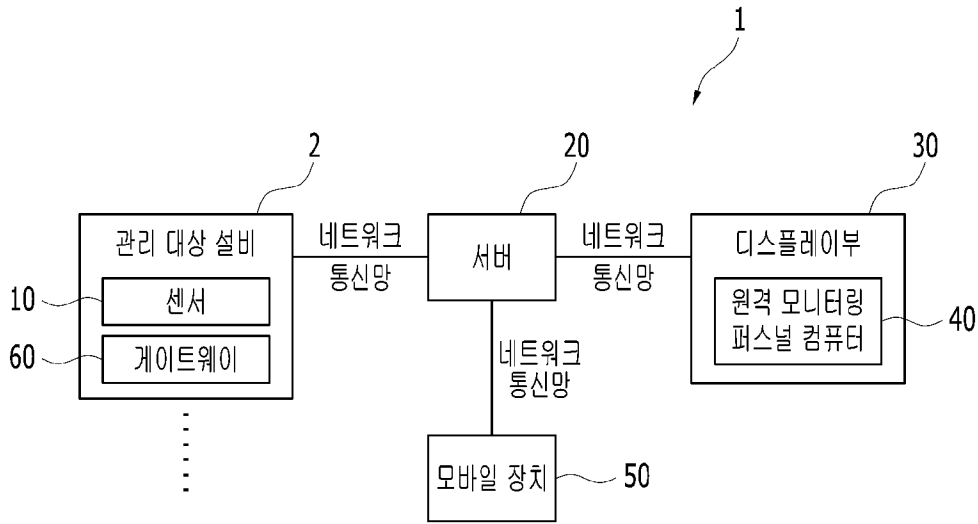 1
2
20
30
관리 대상 설비
네트워크
통신망
서버
네트워크
통신망
디스플레이부
10
센서
60
게이트웨이
원격 모니터링
퍼스널 컴퓨터
40
네트워크
통신망
모바일 장치
50